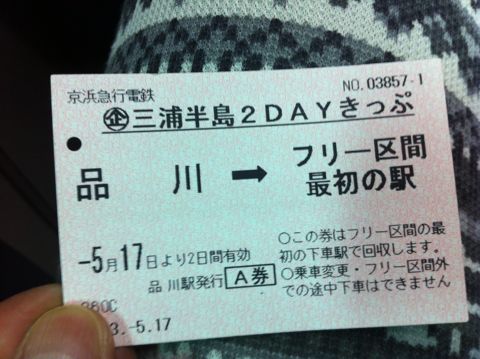 NO.03857-1
京浜急行電鉄
㊭三浦半島2DAYきっぷ
品川 ➡ フリー区間
最初の駅
-5月17日より2日間有効
品川駅発行 A券
○この券はフリー区間の最
初の下車駅で回収します。
○乗車変更・フリー区間外
での途中下車はできません
3.-5.17